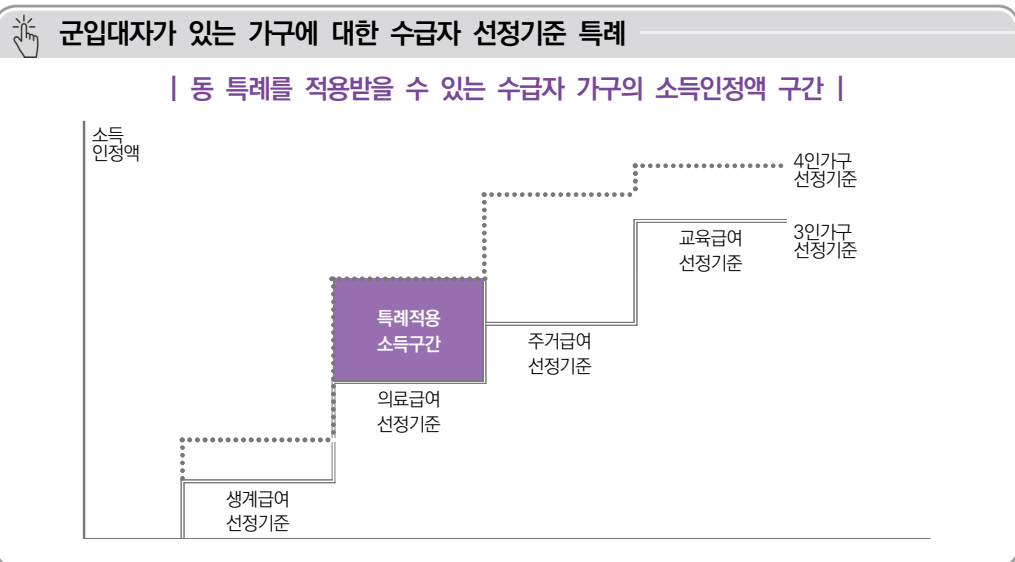 군입대자가 있는 가구에 대한 수급자 선정기준 특례
| 동 특례를 적용받을 수 있는 수급자 가구의 소득인정액 구간 |
소득
인정액
4인가구
선정기준
3인가구
선정기준
교육급여
선정기준
특례적용
소득구간
주거급여
선정기준
의료급여
선정기준
생계급여
선정기준